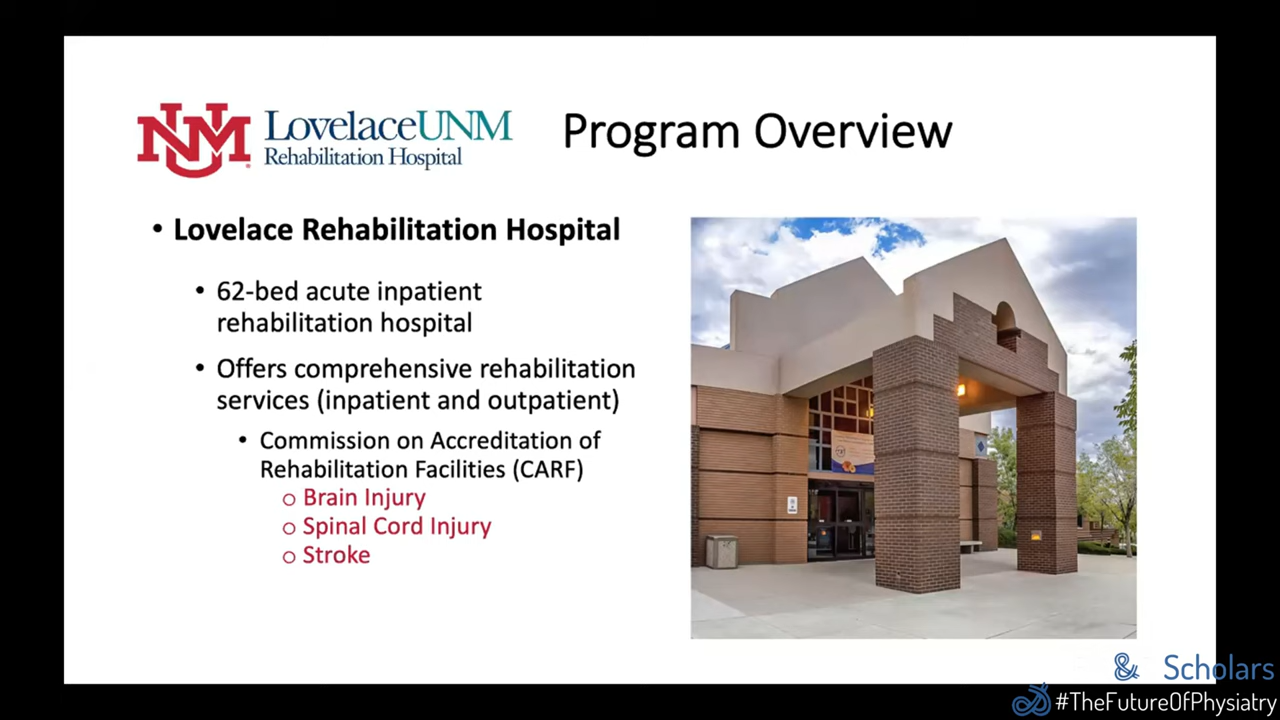 UNM
LovelaceUNM
Rehabilitation Hospital
Program Overview
• Lovelace Rehabilitation Hospital
• 62-bed acute inpatient
rehabilitation hospital
• Offers comprehensive rehabilitation
services (inpatient and outpatient)
• Commission on Accreditation of
Rehabilitation Facilities (CARF)
o Brain Injury
o Spinal Cord Injury
o Stroke
& Scholars
#TheFutureOfPhysiatry